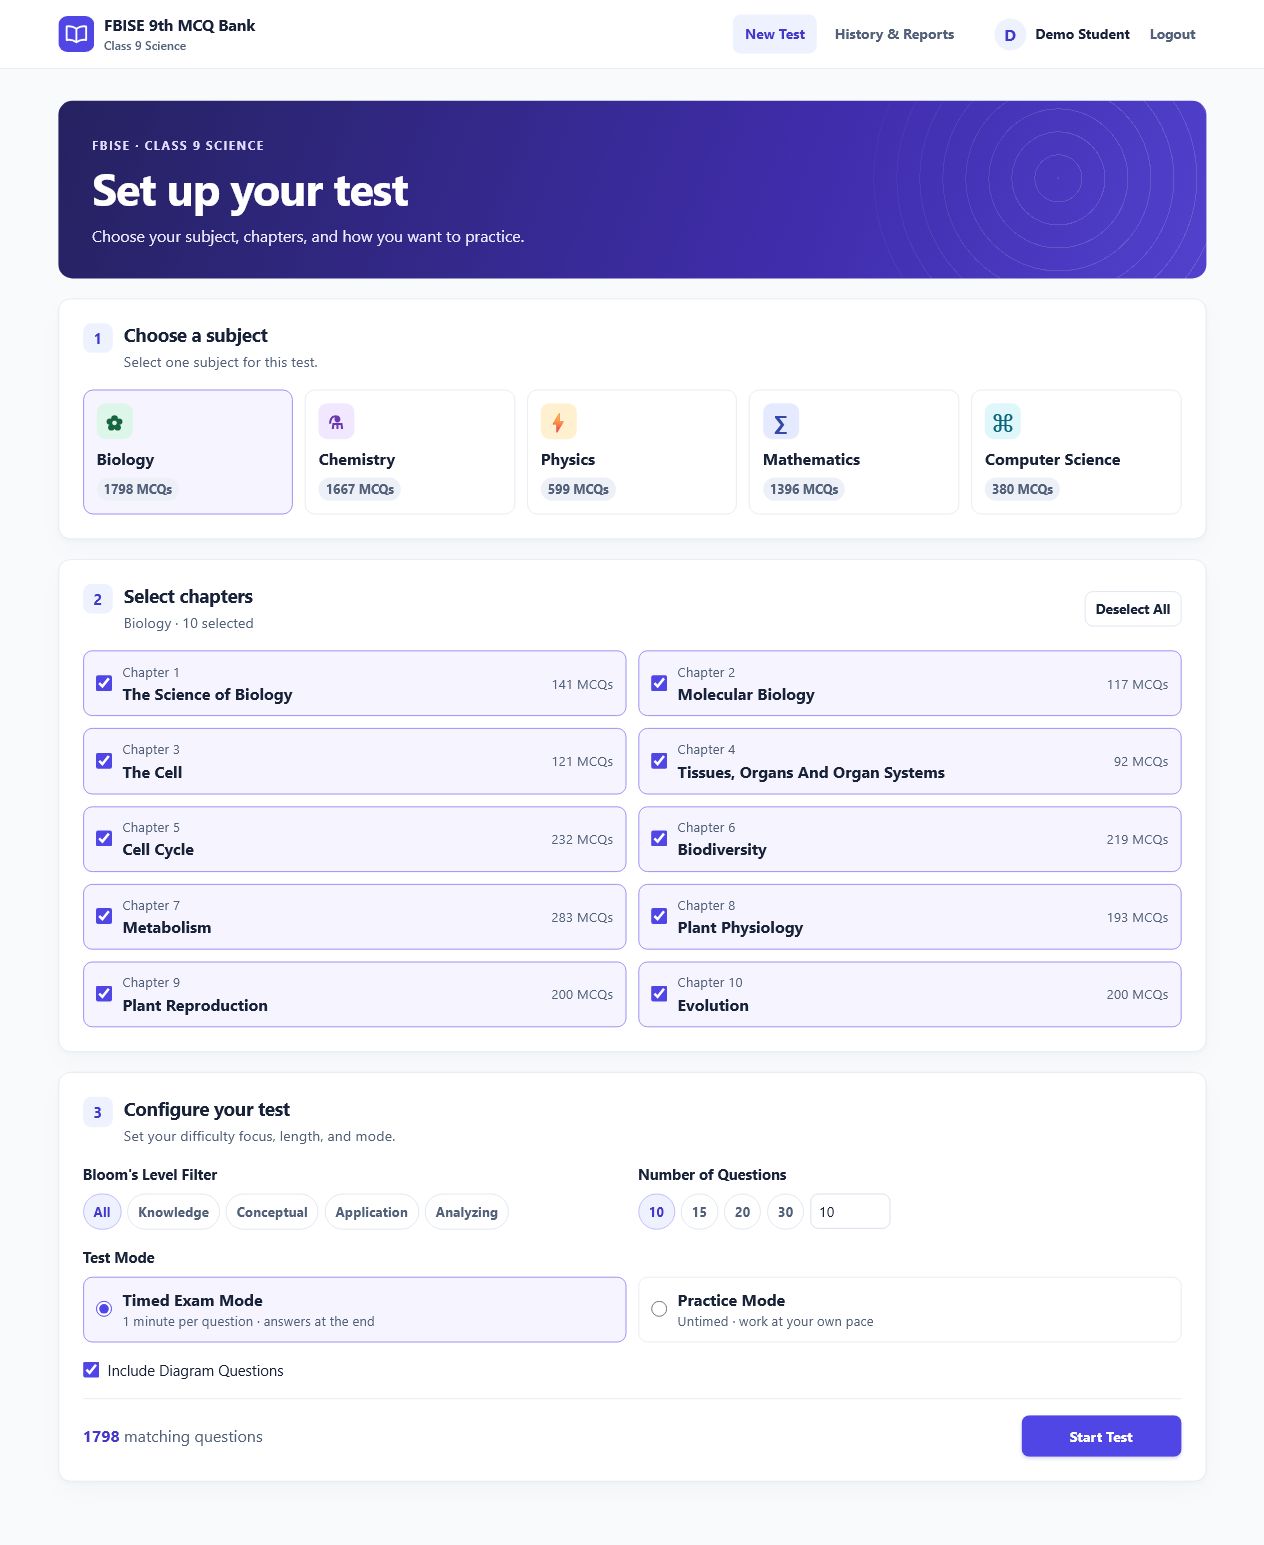 FBISE 9th MCQ Bank
Class 9 Science
New Test
History & Reports
D
Demo Student
Logout
FBISE · CLASS 9 SCIENCE
Set up your test
Choose your subject, chapters, and how you want to practice.
1
Choose a subject
Select one subject for this test.
Biology
1798 MCQs
Chemistry
1667 MCQs
Physics
599 MCQs
∑
Mathematics
1396 MCQs
⌘
Computer Science
380 MCQs
2
Select chapters
Biology · 10 selected
Deselect All
Chapter 1
The Science of Biology
141 MCQs
Chapter 2
Molecular Biology
117 MCQs
Chapter 3
The Cell
121 MCQs
Chapter 4
Tissues, Organs And Organ Systems
92 MCQs
Chapter 5
Cell Cycle
232 MCQs
Chapter 6
Biodiversity
219 MCQs
Chapter 7
Metabolism
283 MCQs
Chapter 8
Plant Physiology
193 MCQs
Chapter 9
Plant Reproduction
200 MCQs
Chapter 10
Evolution
200 MCQs
3
Configure your test
Set your difficulty focus, length, and mode.
Bloom's Level Filter
All Knowledge Conceptual Application Analyzing
Number of Questions
10 15 20 30 10
Test Mode
Timed Exam Mode
1 minute per question · answers at the end
Practice Mode
Untimed · work at your own pace
Include Diagram Questions
1798 matching questions
Start Test